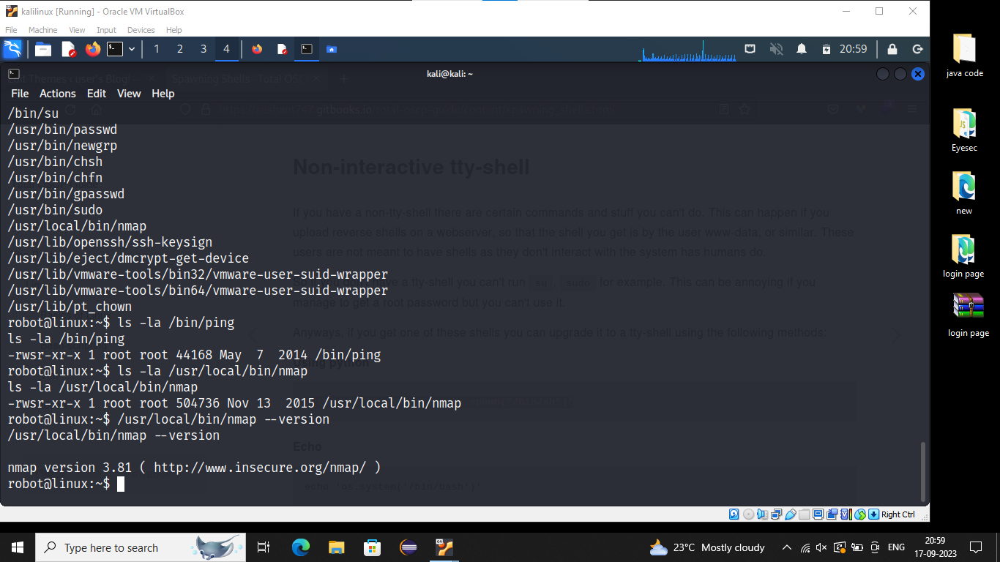 kalilinux [Running] - Oracle VM VirtualBox
File Machine View Input Devices Help
1 2 3 4
20:59
kali@kali: ~
File Actions Edit View Help
/bin/su
/usr/bin/passwd
/usr/bin/newgrp
/usr/bin/chsh
/usr/bin/chfn
/usr/bin/gpasswd
/usr/bin/sudo
/usr/local/bin/nmap
/usr/lib/openssh/ssh-keysign
/usr/lib/eject/dmcrypt-get-device
/usr/lib/vmware-tools/bin32/vmware-user-suid-wrapper
/usr/lib/vmware-tools/bin64/vmware-user-suid-wrapper
/usr/lib/pt_chown
robot@linux:~$ ls -la /bin/ping
ls -la /bin/ping
-rwsr-xr-x 1 root root 44168 May  7  2014 /bin/ping
robot@linux:~$ ls -la /usr/local/bin/nmap
ls -la /usr/local/bin/nmap
-rwsr-xr-x 1 root root 504736 Nov 13  2015 /usr/local/bin/nmap
robot@linux:~$ /usr/local/bin/nmap --version
/usr/local/bin/nmap --version
nmap version 3.81 ( http://www.insecure.org/nmap/ )
robot@linux:~$
Non-interactive tty-shell
If you have a non-tty-shell there are certain commands and stuff you can't do. This can happen if you
upload reverse shells on a webserver, so that the shell you get is by the user www-data, or similar. These
users are not meant to have shells as they don't interact with the system has humans do.
So if you don't have a tty-shell you can't run su, sudo for example. This can be annoying if you
manage to get a root password but you can't use it.
Anyways, if you get one of these shells you can upgrade it to a tty-shell using the following methods:
Using python
Echo
echo 'os.system('/bin/bash')'
Right Ctrl
java code
Eyesec
new
login page
login page
Type here to search
23°C Mostly cloudy
ENG
20:59
17-09-2023